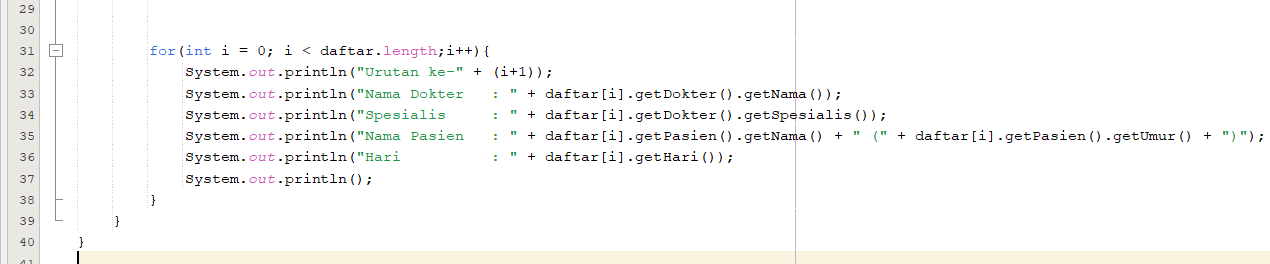 29
30
31 for(int i = 0; i < daftar.length;i++){
32 System.out.println("Urutan ke-" + (i+1));
33 System.out.println("Nama Dokter   : " + daftar[i].getDokter().getNama());
34 System.out.println("Spesialis     : " + daftar[i].getDokter().getSpesialis());
35 System.out.println("Nama Pasien   : " + daftar[i].getPasien().getNama() + " (" + daftar[i].getPasien().getUmur() + ")");
36 System.out.println("Hari          : " + daftar[i].getHari());
37 System.out.println();
38 }
39 }
40 }
41